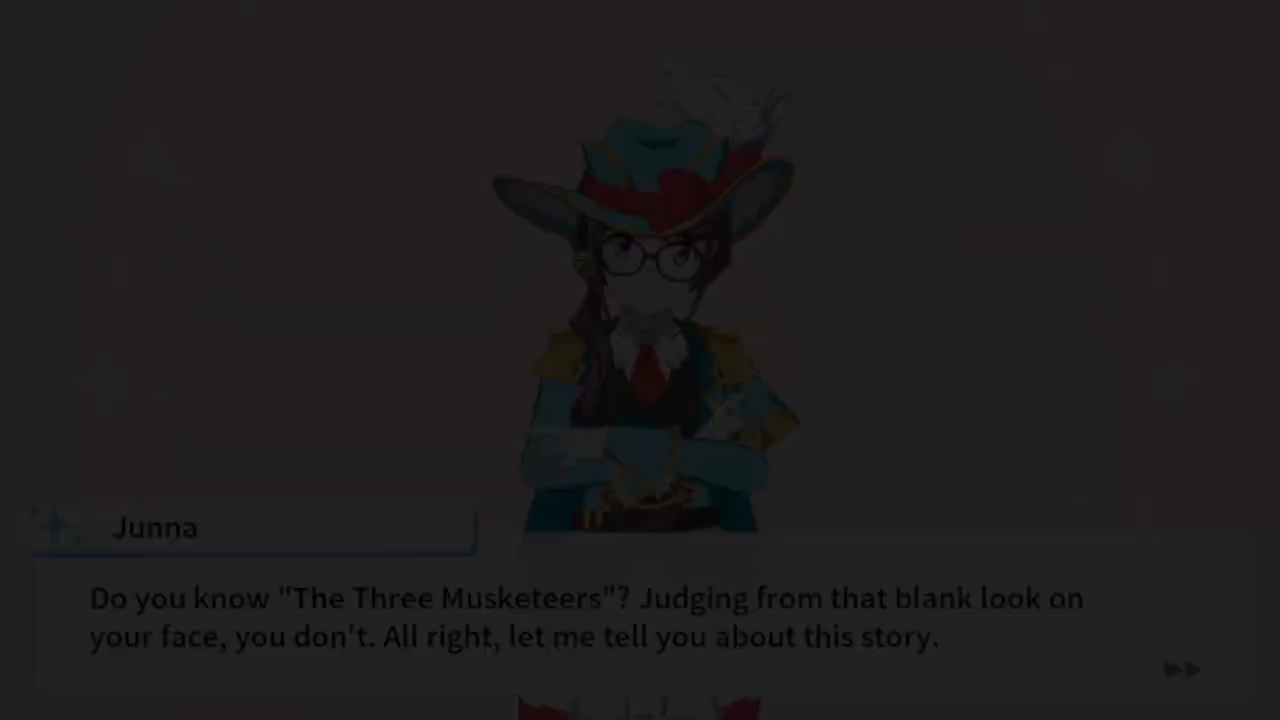 Junna
Do you know "The Three Musketeers"? Judging from that blank look on
your face, you don't. All right, let me tell you about this story.